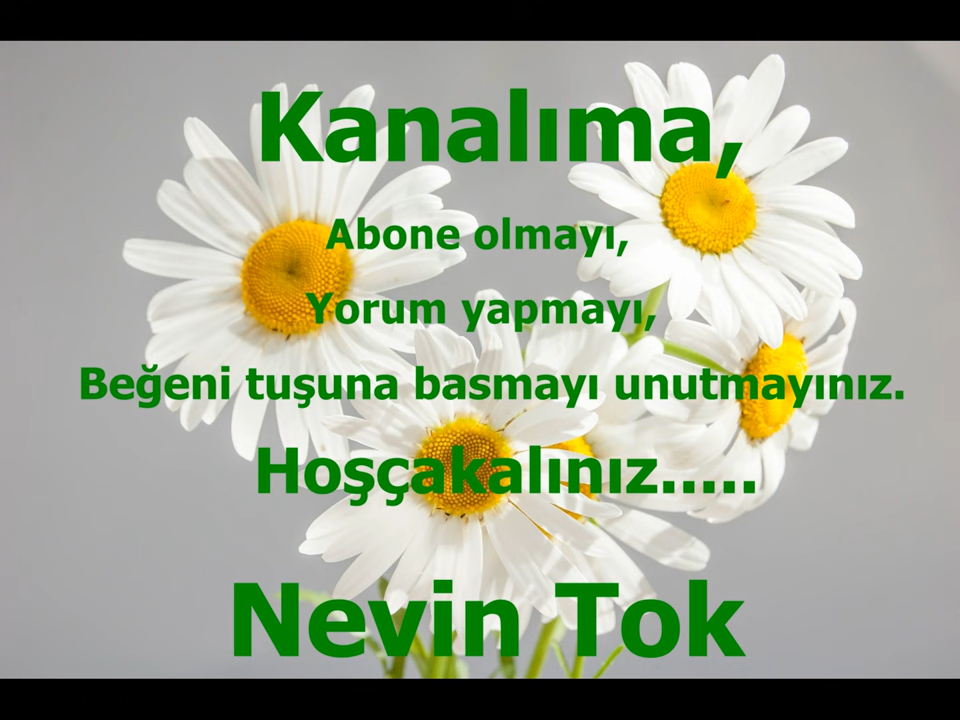 Kanalıma,
Abone olmayı,
Yorum yapmayı,
Beğeni tuşuna basmayı unutmayınız.
Hoşçakalınız.....
Nevin Tok